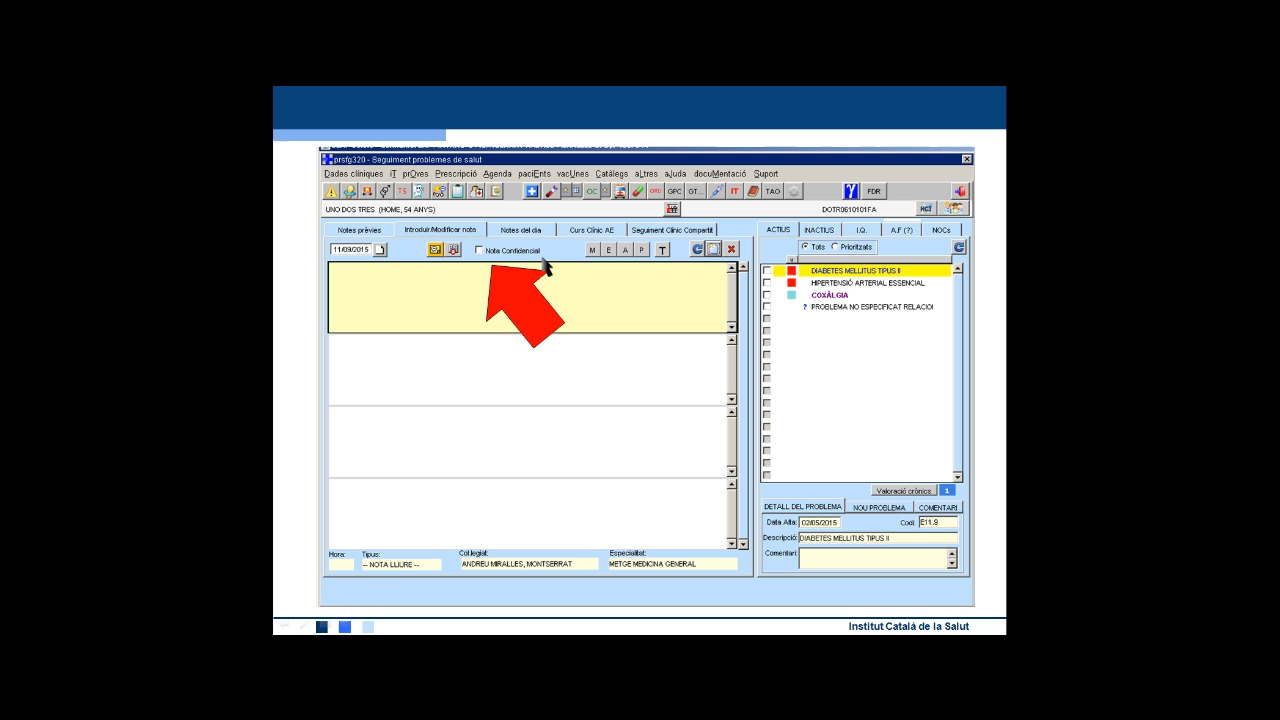 prsfg320 - Seguiment problemes de salut
Dades clíniques iT prOves Prescripció Agenda paciEnts vacUnes Catàlegs aLtres aJuda docuMentació Suport
TS OC ORD GPC GT... IT TAO FDR
UNO DOS TRES (HOME, 54 ANYS) DOTR0610101FA HCT
Notes prèvies Introduir/Modificar nota Notes del dia Curs Clínic AE Seguiment Clínic Compartit
ACTIUS INACTIUS I.Q. A.F (?) NOCs
11/09/2015 Nota Confidencial M E A P T
Tots Prioritzats
DIABETES MELLITUS TIPUS II
HIPERTENSIÓ ARTERIAL ESSENCIAL
COXÀLGIA
? PROBLEMA NO ESPECIFICAT RELACIOI
Valoració crònics 1
DETALL DEL PROBLEMA NOU PROBLEMA COMENTARI
Data Alta: 02/05/2015 Codi: E11.9
Descripció: DIABETES MELLITUS TIPUS II
Comentari:
Hora: Tipus: Col.legiat: Especialitat:
-- NOTA LLIURE -- ANDREU MIRALLES, MONTSERRAT METGE MEDICINA GENERAL
Institut Català de la Salut